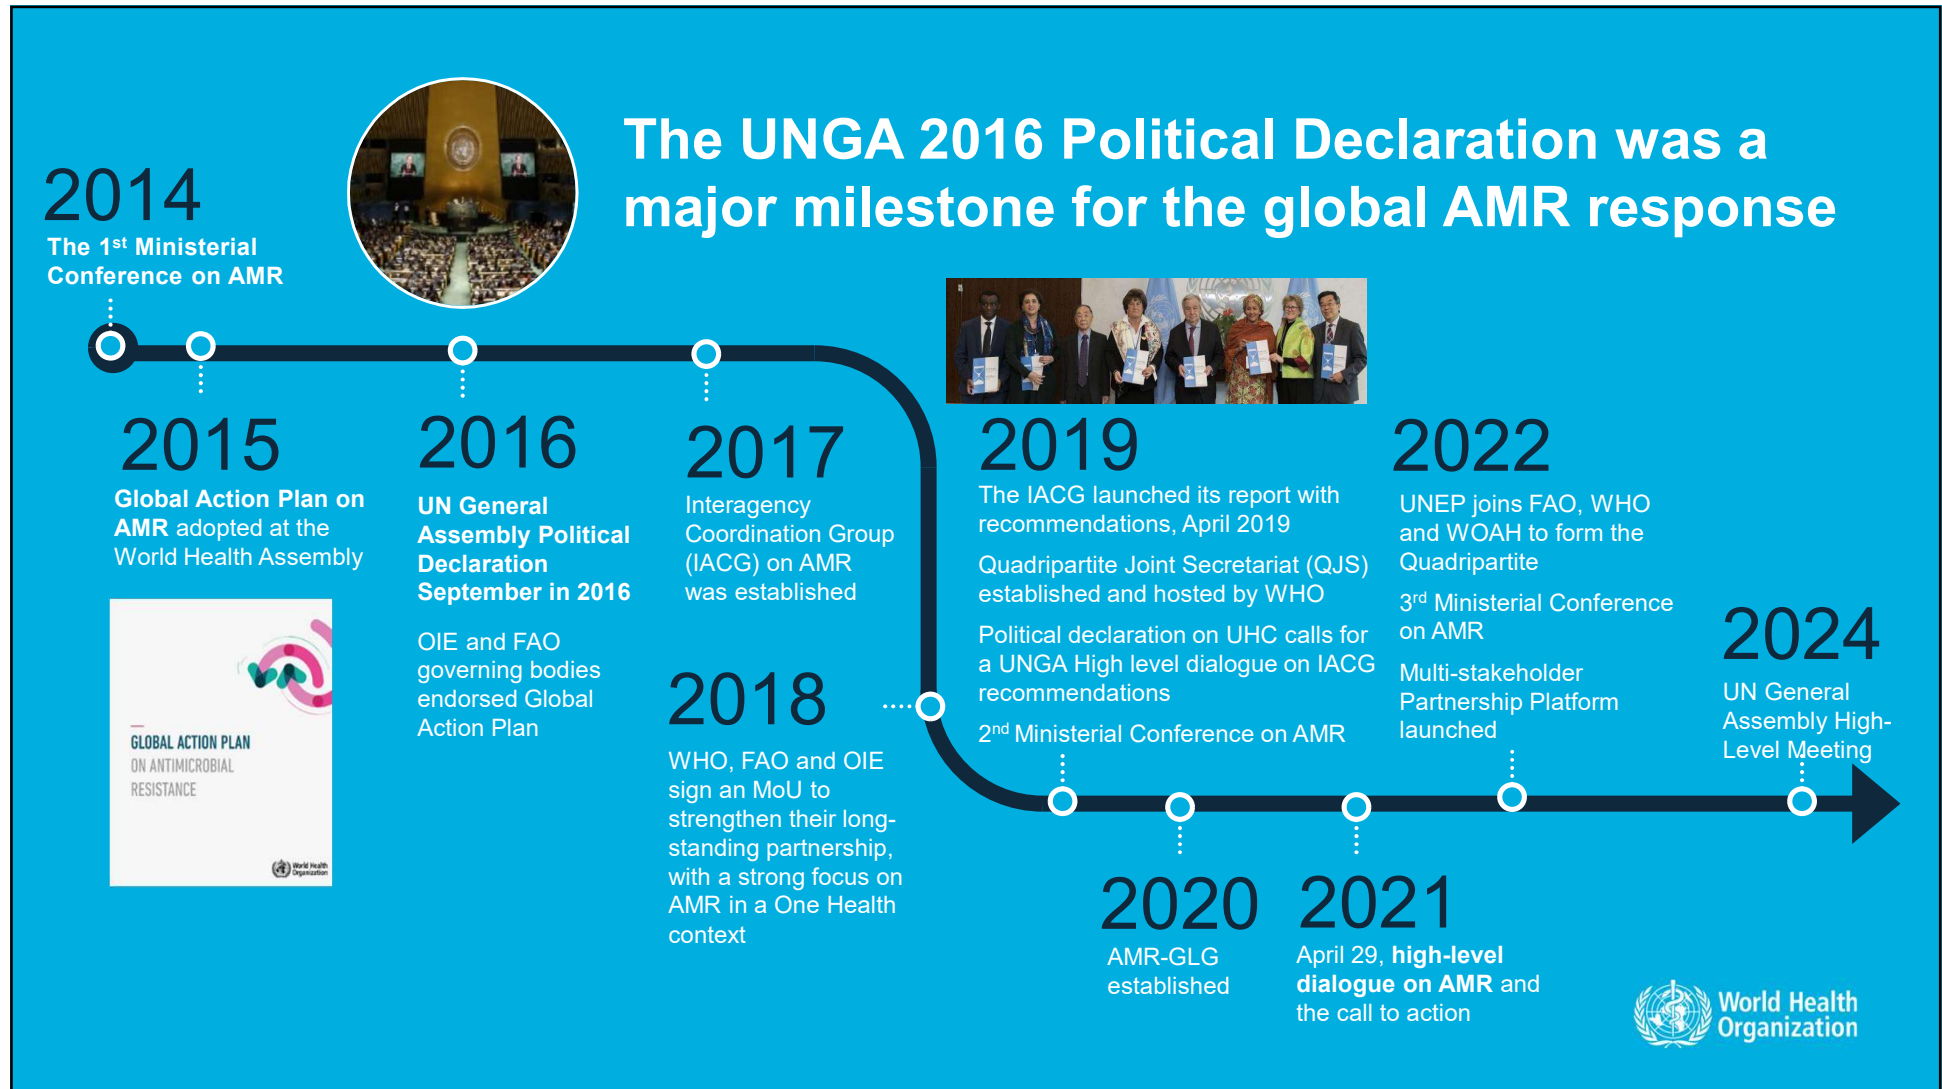 The UNGA 2016 Political Declaration was a
major milestone for the global AMR response
2014
The 1st Ministerial
Conference on AMR
2015
Global Action Plan on
AMR adopted at the
World Health Assembly
GLOBAL ACTION PLAN
ON ANTIMICROBIAL
RESISTANCE
World Health
Organization
2016
UN General
Assembly Political
Declaration
September in 2016
OIE and FAO
governing bodies
endorsed Global
Action Plan
2017
Interagency
Coordination Group
(IACG) on AMR
was established
2018
WHO, FAO and OIE
sign an MoU to
strengthen their long-
standing partnership,
with a strong focus on
AMR in a One Health
context
2019
The IACG launched its report with
recommendations, April 2019
Quadripartite Joint Secretariat (QJS)
established and hosted by WHO
Political declaration on UHC calls for
a UNGA High level dialogue on IACG
recommendations
2nd Ministerial Conference on AMR
2020
AMR-GLG
established
2021
April 29, high-level
dialogue on AMR and
the call to action
2022
UNEP joins FAO, WHO
and WOAH to form the
Quadripartite
3rd Ministerial Conference
on AMR
Multi-stakeholder
Partnership Platform
launched
2024
UN General
Assembly High-
Level Meeting
World Health
Organization